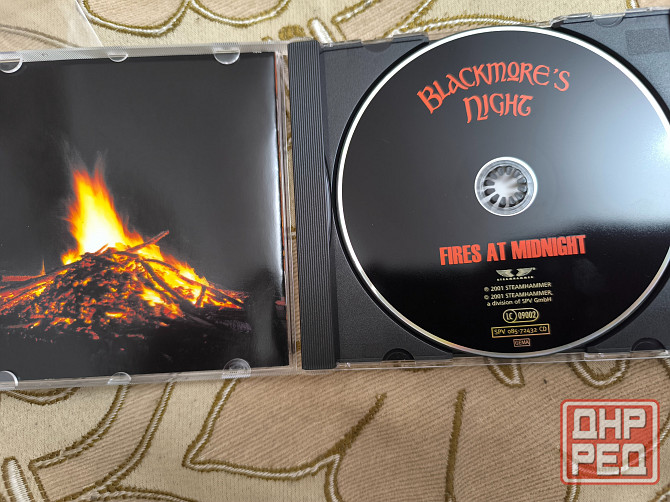 BLACKMORE'S
NIGHT
FIRES AT MIDNIGHT
STEAMHAMMER
℗ 2001 STEAMHAMMER
© 2001 STEAMHAMMER,
a division of SPV GmbH
LC 09002
SPV 085-72432 CD
GEMA
ДНР
РЕД